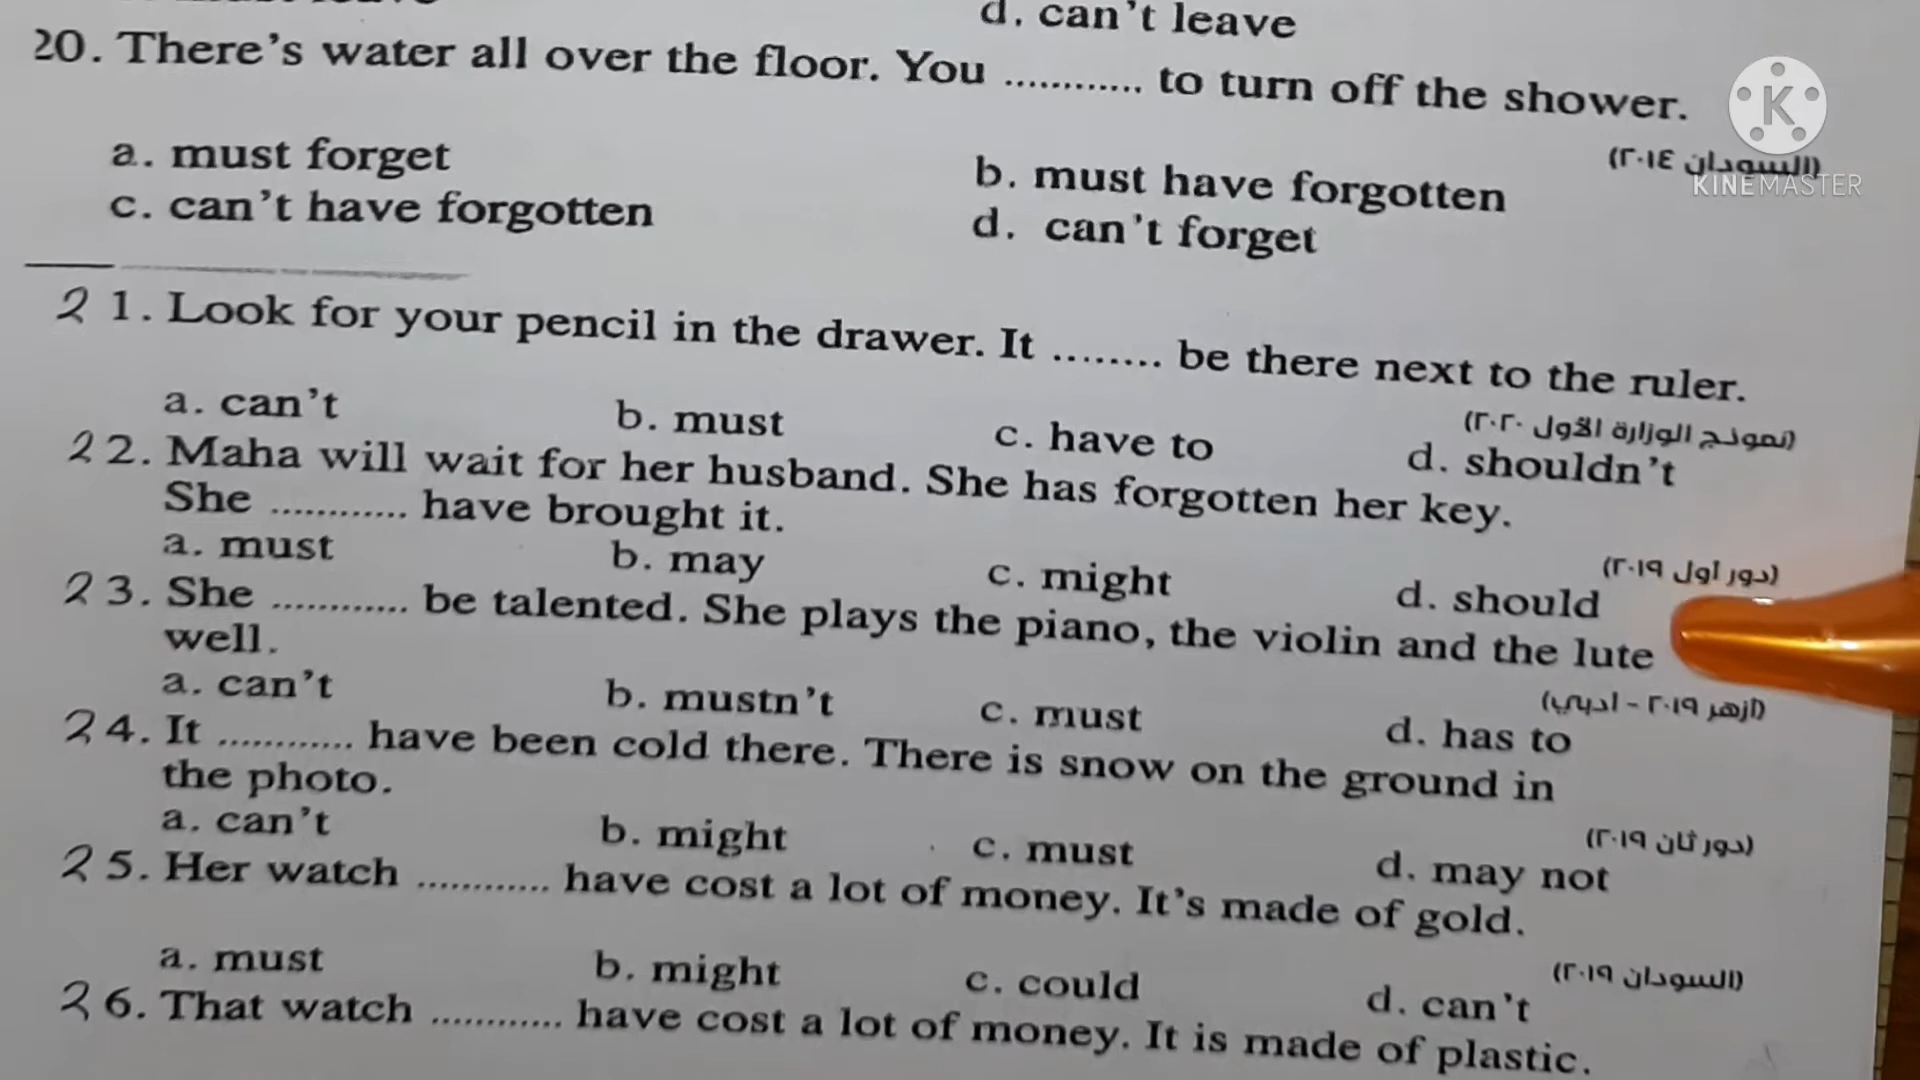 d. can't leave
20. There's water all over the floor. You ............ to turn off the shower.
(السودان ٢٠١٤)
KINEMASTER
a. must forget b. must have forgotten
c. can't have forgotten d. can't forget
21. Look for your pencil in the drawer. It ........ be there next to the ruler.
(نموذج الوزارة الأول ٢٠٢٠)
a. can't b. must c. have to d. shouldn't
22. Maha will wait for her husband. She has forgotten her key.
She ............ have brought it.
(دور اول ٢٠١٩)
a. must b. may c. might d. should
23. She ............ be talented. She plays the piano, the violin and the lute
well.
(ازهر ٢٠١٩ - ادبي)
a. can't b. mustn't c. must d. has to
24. It ............ have been cold there. There is snow on the ground in
the photo.
(دور ثان ٢٠١٩)
a. can't b. might c. must d. may not
25. Her watch ............ have cost a lot of money. It's made of gold.
(السودان ٢٠١٩)
a. must b. might c. could d. can't
26. That watch ............ have cost a lot of money. It is made of plastic.